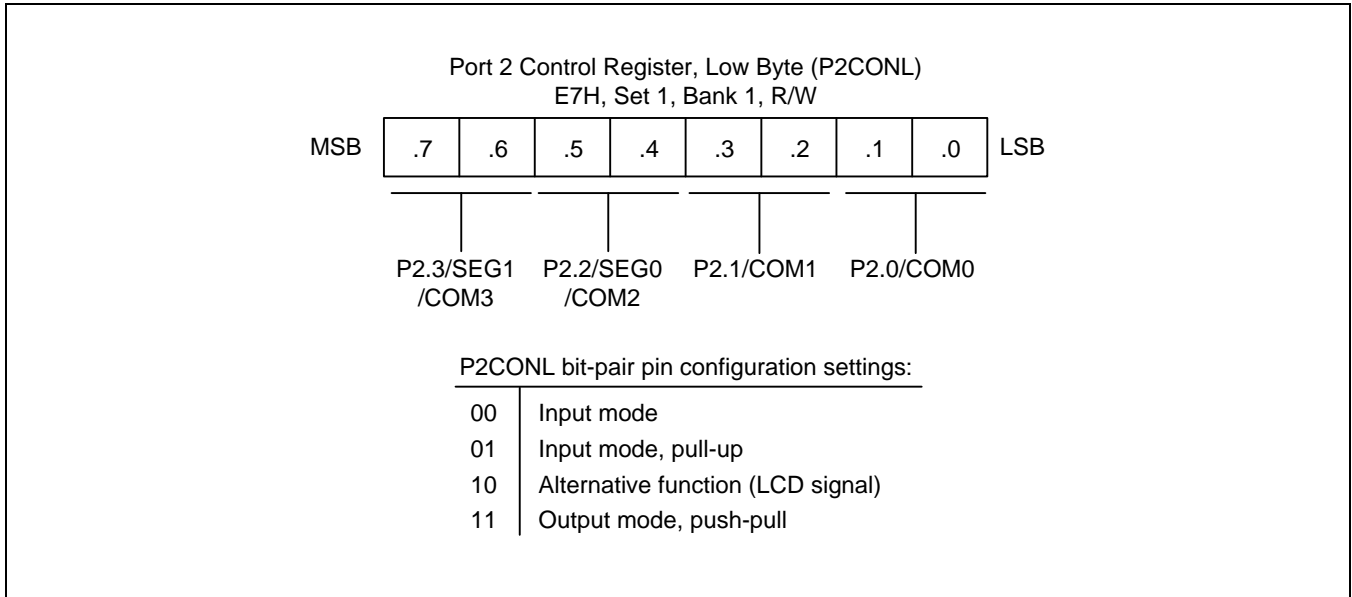 Port 2 Control Register, Low Byte (P2CONL)
E7H, Set 1, Bank 1, R/W
MSB .7 .6 .5 .4 .3 .2 .1 .0 LSB
P2.3/SEG1 P2.2/SEG0 P2.1/COM1 P2.0/COM0
/COM3 /COM2
P2CONL bit-pair pin configuration settings:
00 Input mode
01 Input mode, pull-up
10 Alternative function (LCD signal)
11 Output mode, push-pull